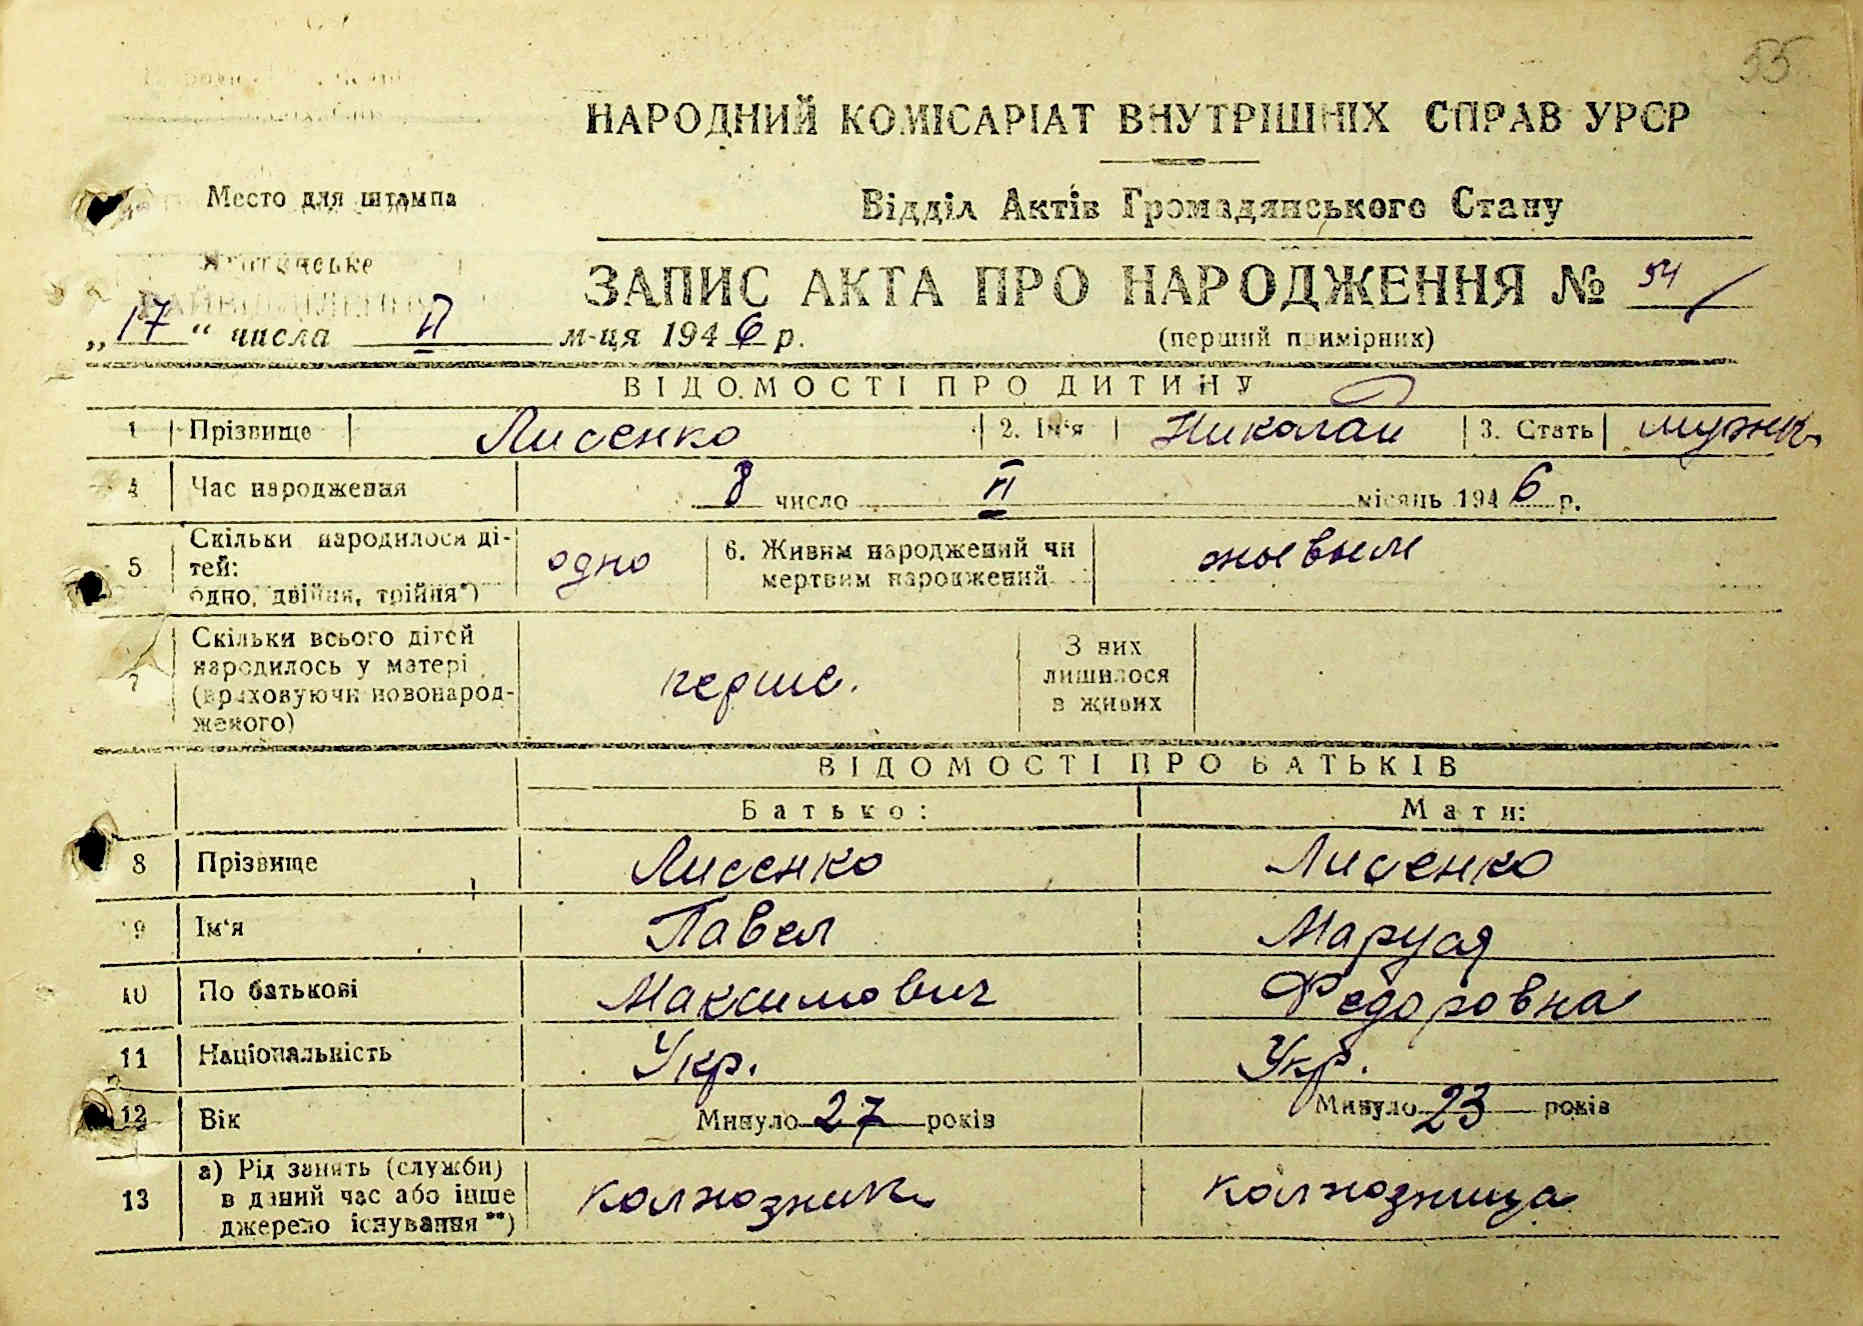 55
НАРОДНИЙ КОМІСАРІАТ ВНУТРІШНІХ СПРАВ УРСР
Место для штампа
Відділ Актів Громадянського Стану
ЗАПИС АКТА ПРО НАРОДЖЕННЯ № 54
„17“ числа II м-ця 1946 р.
(перший примірник)
ВІДОМОСТІ ПРО ДИТИНУ
1 Прізвище Лисенко 2. Ім‘я Николай 3. Стать мужск
4 Час народження 8 число II місяць 1946 р.
5 Скільки народилося ді-
тей:
одно, двійня, трійня*) одно
6. Живим народжений чи
мертвим народжений живым
7 Скільки всього дітей
народилось у матері
(враховуючи новонарод-
женого) перше.
З них
лишилося
в живих
ВІДОМОСТІ ПРО БАТЬКІВ
Батько: Мати:
8 Прізвище Лисенко Лисенко
9 Ім‘я Павел Маруся
10 По батькові Максимович Федоровна
11 Національність Укр. Укр.
12 Вік Минуло 27 років Минуло 23 років
13 а) Рід занять (служби)
в даний час або інше
джерело існування**) колхозник колхозница